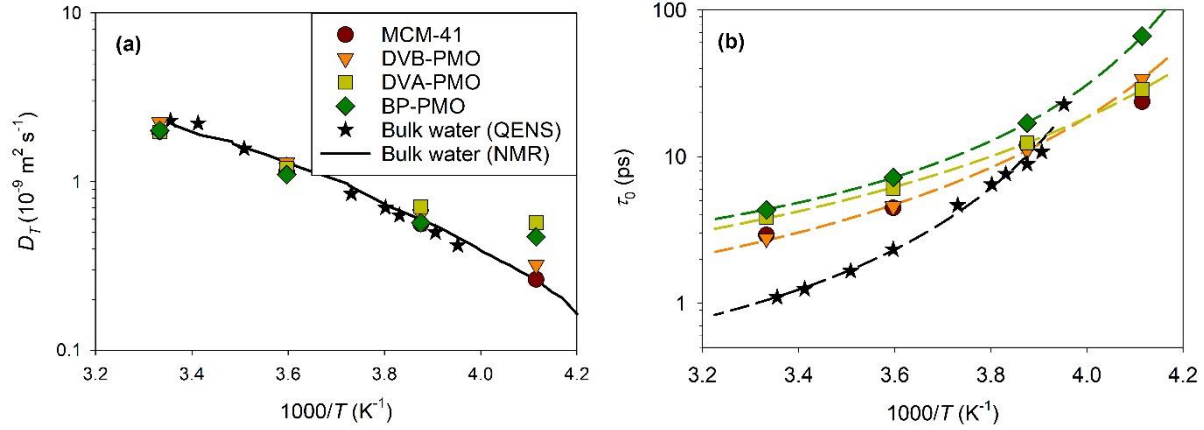 (a)
MCM-41
DVB-PMO
DVA-PMO
BP-PMO
Bulk water (QENS)
Bulk water (NMR)
10
1
0.1
D_T (10⁻⁹ m² s⁻¹)
3.2 3.4 3.6 3.8 4.0 4.2
1000/T (K⁻¹)
(b)
100
10
1
τ₀ (ps)
3.2 3.4 3.6 3.8 4.0 4.2
1000/T (K⁻¹)